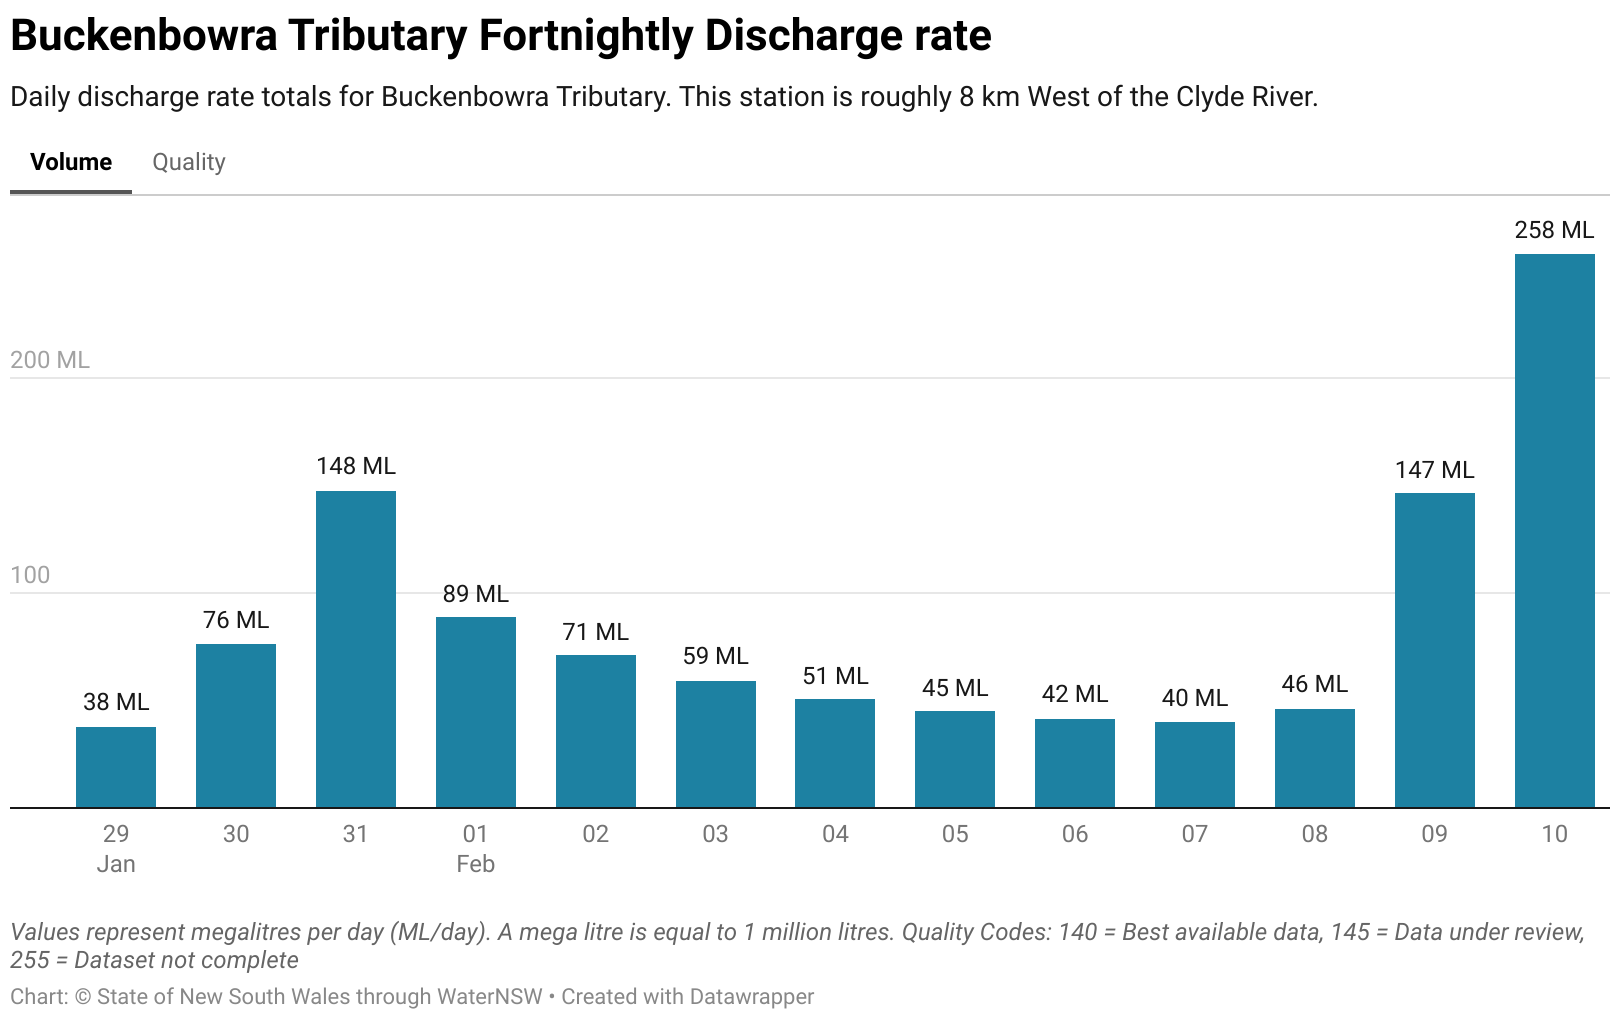 Buckenbowra Tributary Fortnightly Discharge rate
Daily discharge rate totals for Buckenbowra Tributary. This station is roughly 8 km West of the Clyde River.
Volume Quality
258 ML
200 ML
148 ML
147 ML
100
89 ML
76 ML
71 ML
59 ML
51 ML
46 ML
45 ML
42 ML
40 ML
38 ML
29 30 31 01 02 03 04 05 06 07 08 09 10
Jan Feb
Values represent megalitres per day (ML/day). A mega litre is equal to 1 million litres. Quality Codes: 140 = Best available data, 145 = Data under review,
255 = Dataset not complete
Chart: © State of New South Wales through WaterNSW • Created with Datawrapper